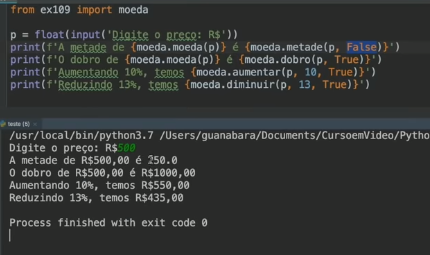 from ex109 import moeda
p = float(input('Digite o preço: R$'))
print(f'A metade de {moeda.moeda(p)} é {moeda.metade(p, False)}')
print(f'O dobro de {moeda.moeda(p)} é {moeda.dobro(p, True)}')
print(f'Aumentando 10%, temos {moeda.aumentar(p, 10, True)}')
print(f'Reduzindo 13%, temos {moeda.diminuir(p, 13, True)}')
teste (5)
/usr/local/bin/python3.7 /Users/guanabara/Documents/CursoemVideo/Python
Digite o preço: R$500
A metade de R$500,00 é 250.0
O dobro de R$500,00 é R$1000,00
Aumentando 10%, temos R$550,00
Reduzindo 13%, temos R$435,00
Process finished with exit code 0